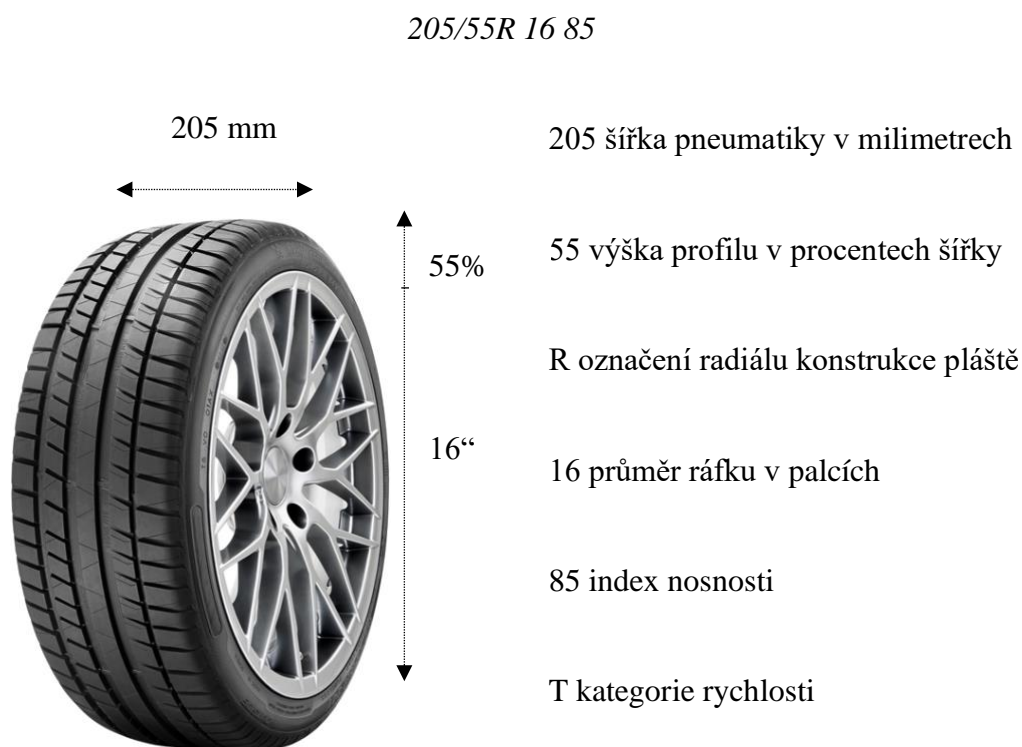 205/55R 16 85
205 mm
205 šířka pneumatiky v milimetrech
55%
55 výška profilu v procentech šířky
R označení radiálu konstrukce pláště
16“
16 průměr ráfku v palcích
85 index nosnosti
T kategorie rychlosti